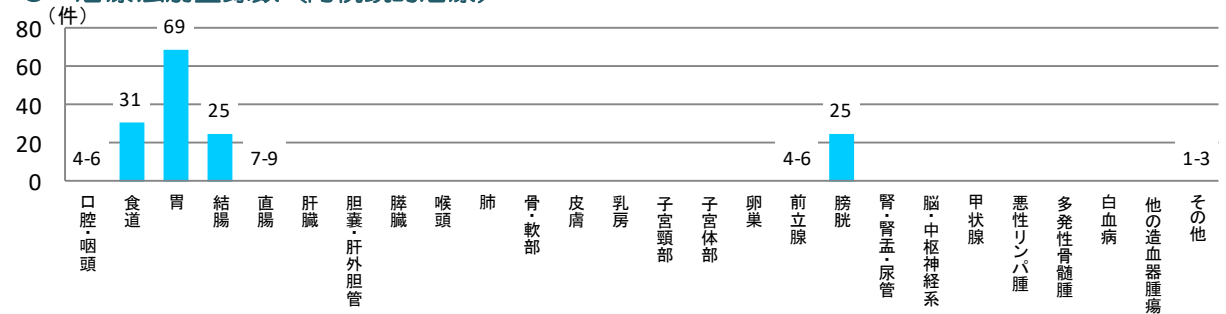 (件)
80
60
40
20
0
4-6
31
69
25
7-9
4-6
25
1-3
口腔・咽頭
食道
胃
結腸
直腸
肝臓
胆嚢・肝外胆管
膵臓
喉頭
肺
骨・軟部
皮膚
乳房
子宮頸部
子宮体部
卵巣
前立腺
膀胱
腎・腎盂・尿管
脳・中枢神経系
甲状腺
悪性リンパ腫
多発性骨髄腫
白血病
他の造血器腫瘍
その他